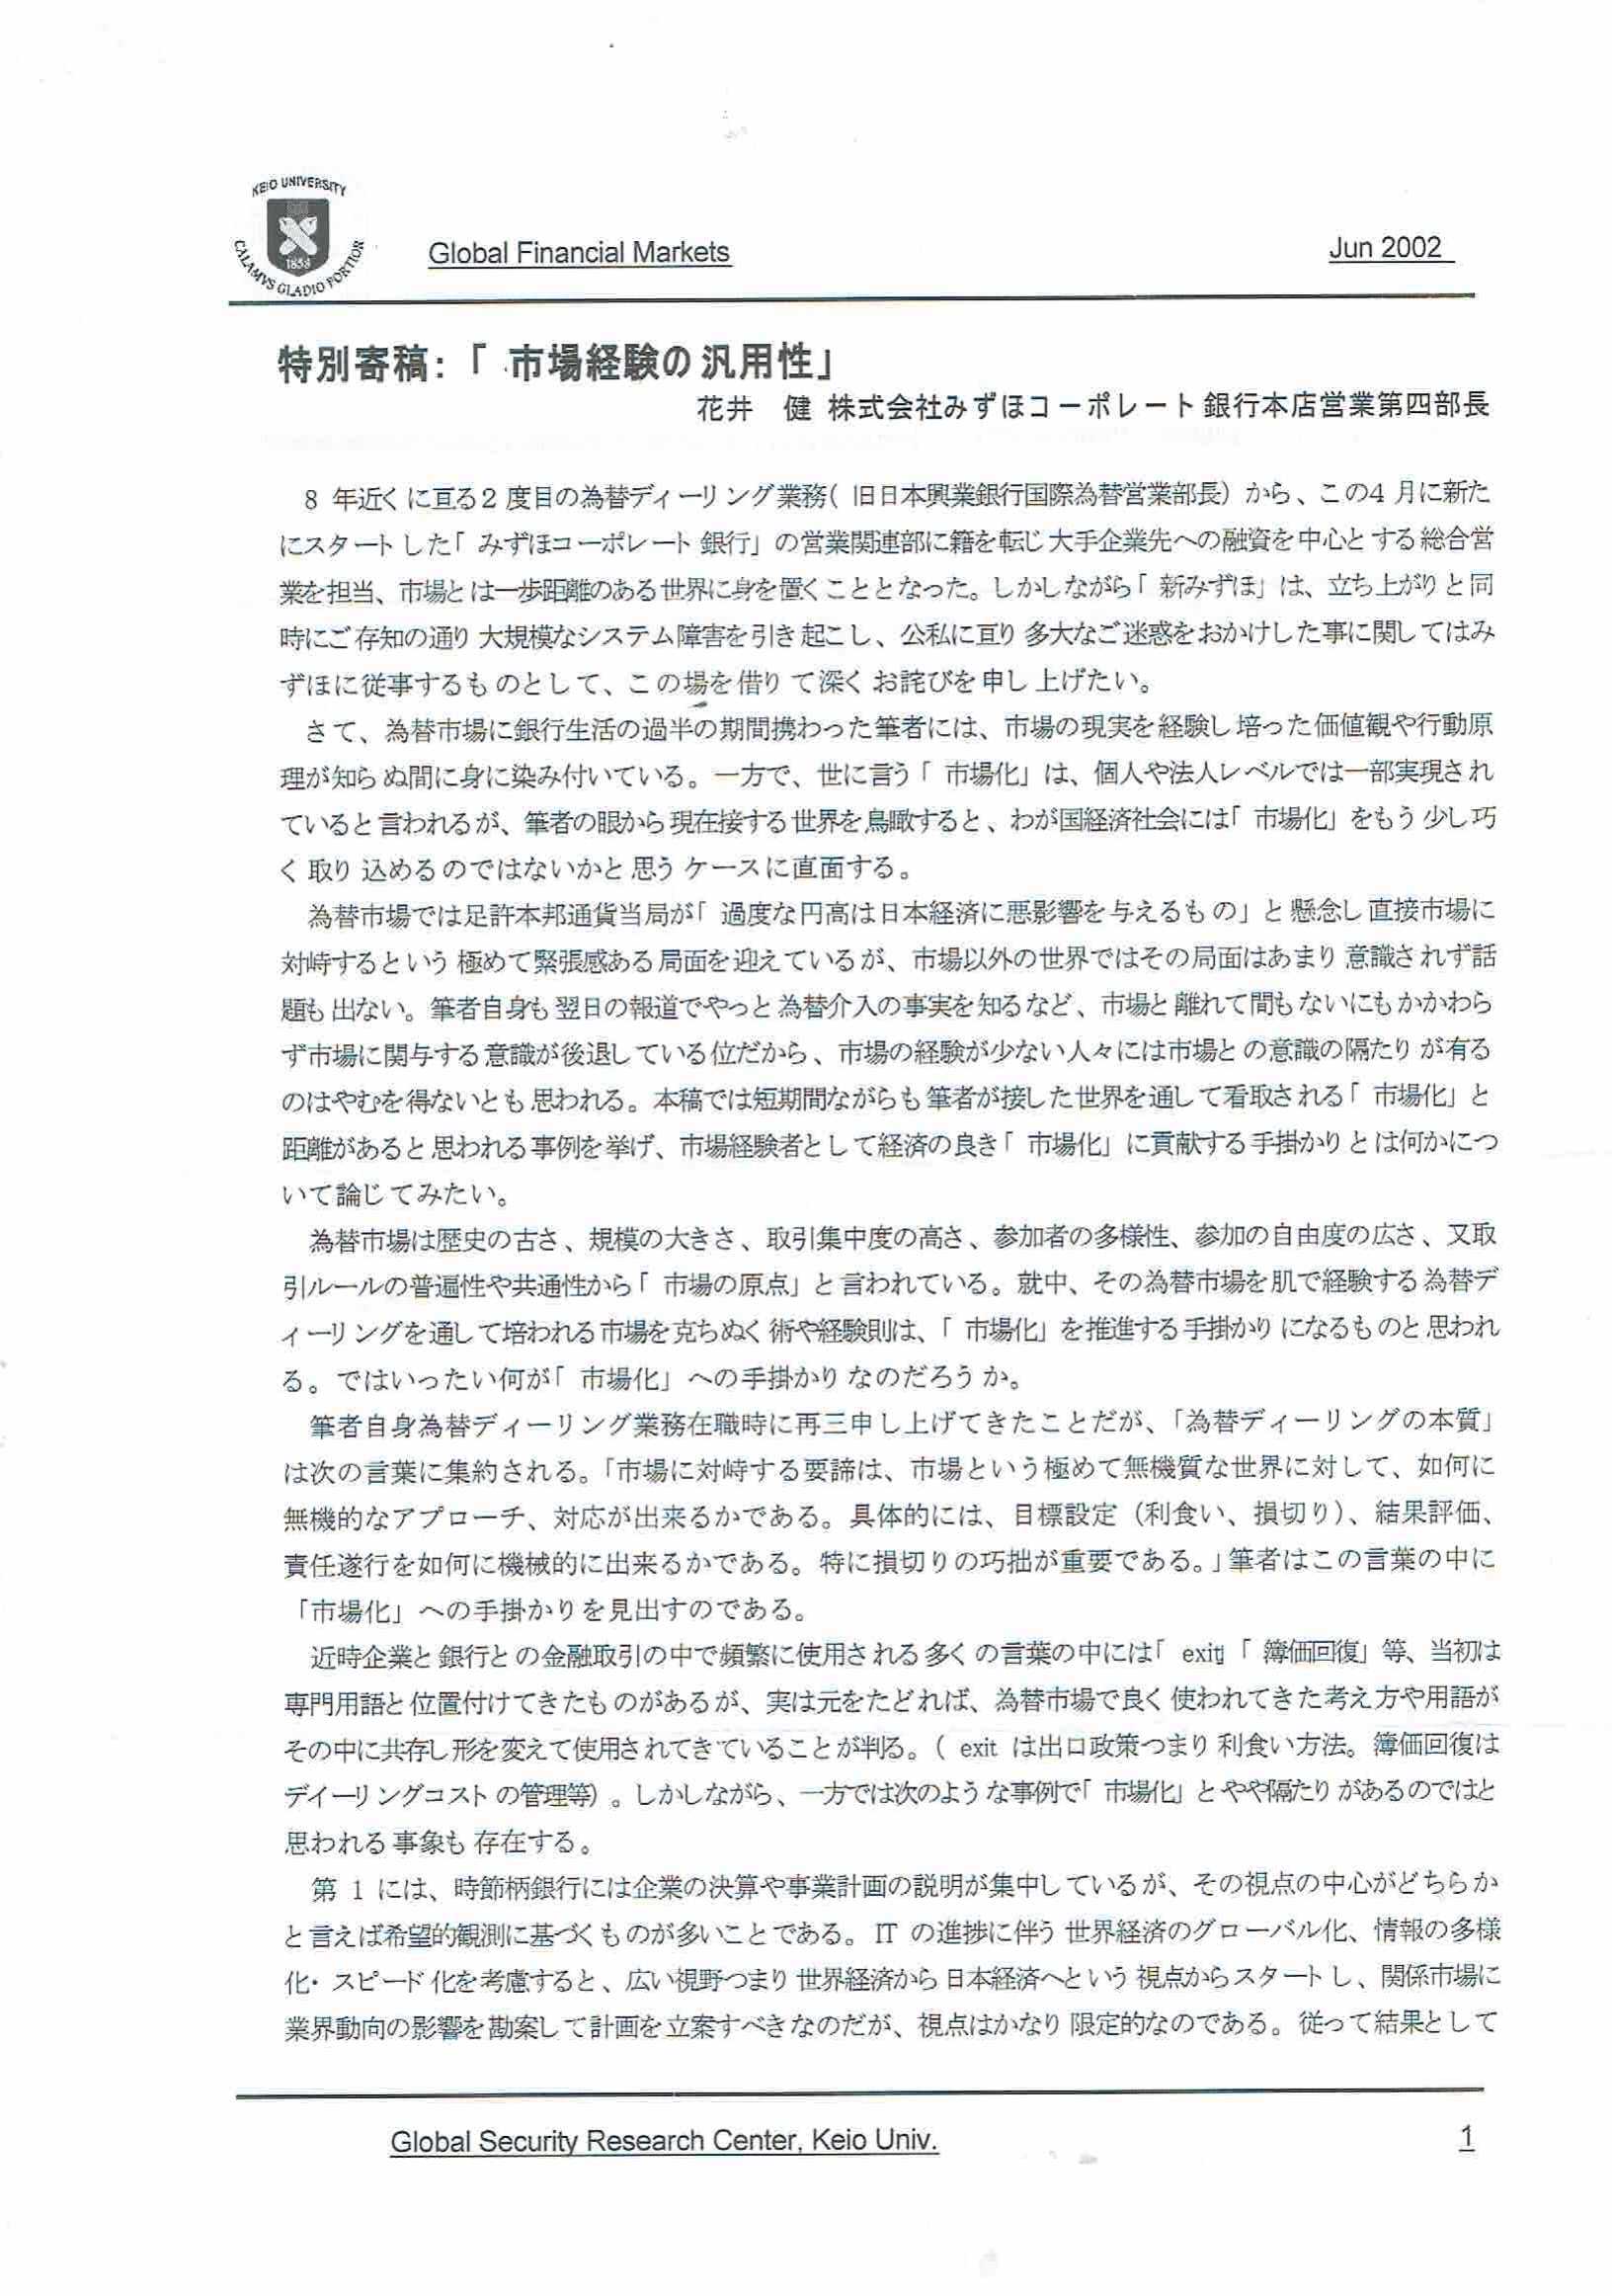 KEIO UNIVERSITY
1858
CALAMVS GLADIO FORTIOR
Global Financial Markets
Jun 2002
特別寄稿:「市場経験の汎用性」
花井　健 株式会社みずほコーポレート銀行本店営業第四部長
8 年近くに亘る2 度目の為替ディーリング業務(旧日本興業銀行国際為替営業部長)から、この4 月に新た
にスタートした「みずほコーポレート銀行」の営業関連部に籍を転じ大手企業先への融資を中心とする総合営
業を担当、市場とは一歩距離のある世界に身を置くこととなった。しかしながら「新みずほ」は、立ち上がりと同
時にご存知の通り大規模なシステム障害を引き起こし、公私に亘り多大なご迷惑をおかけした事に関してはみ
ずほに従事するものとして、この場を借りて深くお詫びを申し上げたい。
さて、為替市場に銀行生活の過半の期間携わった筆者には、市場の現実を経験し培った価値観や行動原
理が知らぬ間に身に染み付いている。一方で、世に言う「市場化」は、個人や法人レベルでは一部実現され
ていると言われるが、筆者の眼から現在接する世界を鳥瞰すると、わが国経済社会には「市場化」をもう少し巧
く取り込めるのではないかと思うケースに直面する。
為替市場では足許本邦通貨当局が「過度な円高は日本経済に悪影響を与えるもの」と懸念し直接市場に
対峙するという極めて緊張感ある局面を迎えているが、市場以外の世界ではその局面はあまり意識されず話
題も出ない。筆者自身も翌日の報道でやっと為替介入の事実を知るなど、市場と離れて間もないにもかかわら
ず市場に関与する意識が後退している位だから、市場の経験が少ない人々には市場との意識の隔たりが有る
のはやむを得ないとも思われる。本稿では短期間ながらも筆者が接した世界を通して看取される「市場化」と
距離があると思われる事例を挙げ、市場経験者として経済の良き「市場化」に貢献する手掛かりとは何かにつ
いて論じてみたい。
為替市場は歴史の古さ、規模の大きさ、取引集中度の高さ、参加者の多様性、参加の自由度の広さ、又取
引ルールの普遍性や共通性から「市場の原点」と言われている。就中、その為替市場を肌で経験する為替デ
ィーリングを通して培われる市場を克ちぬく術や経験則は、「市場化」を推進する手掛かりになるものと思われ
る。ではいったい何が「市場化」への手掛かりなのだろうか。
筆者自身為替ディーリング業務在職時に再三申し上げてきたことだが、「為替ディーリングの本質」
は次の言葉に集約される。「市場に対峙する要諦は、市場という極めて無機質な世界に対して、如何に
無機的なアプローチ、対応が出来るかである。具体的には、目標設定（利食い、損切り）、結果評価、
責任遂行を如何に機械的に出来るかである。特に損切りの巧拙が重要である。」筆者はこの言葉の中に
「市場化」への手掛かりを見出すのである。
近時企業と銀行との金融取引の中で頻繁に使用される多くの言葉の中には「exit」「簿価回復」等、当初は
専門用語と位置付けてきたものがあるが、実は元をたどれば、為替市場で良く使われてきた考え方や用語が
その中に共存し形を変えて使用されてきていることが判る。(exit は出口政策つまり利食い方法。簿価回復は
デイーリングコストの管理等)。しかしながら、一方では次のような事例で「市場化」とやや隔たりがあるのではと
思われる事象も存在する。
第 1 には、時節柄銀行には企業の決算や事業計画の説明が集中しているが、その視点の中心がどちらか
と言えば希望的観測に基づくものが多いことである。IT の進捗に伴う世界経済のグローバル化、情報の多様
化・スピード化を考慮すると、広い視野つまり世界経済から日本経済へという視点からスタートし、関係市場に
業界動向の影響を勘案して計画を立案すべきなのだが、視点はかなり限定的なのである。従って結果として
Global Security Research Center, Keio Univ.
1